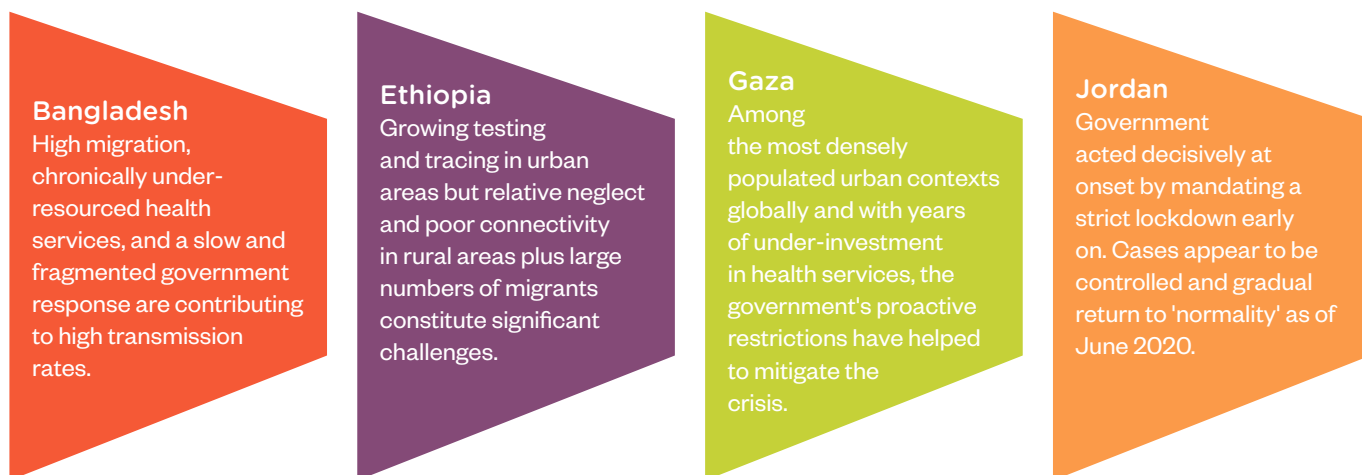 Bangladesh
High migration,
chronically under-
resourced health
services, and a slow and
fragmented government
response are contributing
to high transmission
rates.
Ethiopia
Growing testing
and tracing in urban
areas but relative neglect
and poor connectivity
in rural areas plus large
numbers of migrants
constitute significant
challenges.
Gaza
Among
the most densely
populated urban contexts
globally and with years
of under-investment
in health services, the
government's proactive
restrictions have helped
to mitigate the
crisis.
Jordan
Government
acted decisively at
onset by mandating a
strict lockdown early
on. Cases appear to be
controlled and gradual
return to 'normality' as of
June 2020.